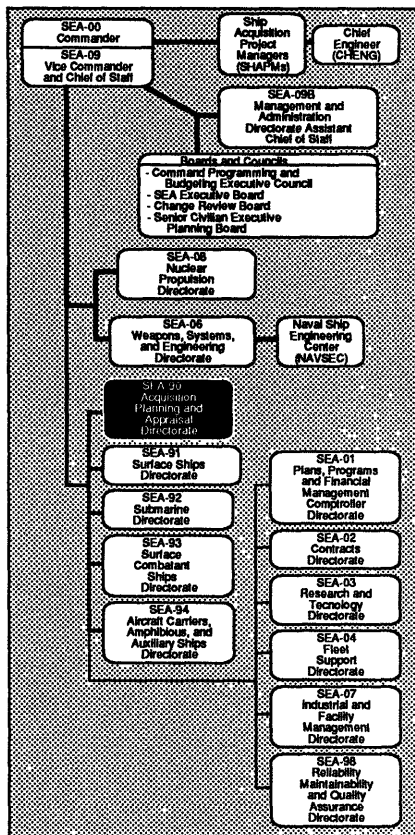 SEA-00
Commander
SEA-09
Vice Commander
and Chief of Staff
Ship
Acquisition
Project
Managers
(SHAPMs)
Chief
Engineer
(CHENG)
SEA-09B
Management and
Administration
Directorate Assistant
Chief of Staff
Boards and Councils
- Command Programming and
Budgeting Executive Council
- SEA Executive Board
- Change Review Board
- Senior Civilian Executive
Planning Board
SEA-08
Nuclear
Propulsion
Directorate
SEA-06
Weapons, Systems,
and Engineering
Directorate
Naval Ship
Engineering
Center
(NAVSEC)
SEA-90
Acquisition
Planning and
Appraisal
Directorate
SEA-91
Surface Ships
Directorate
SEA-92
Submarine
Directorate
SEA-93
Surface
Combatant
Ships
Directorate
SEA-94
Aircraft Carriers,
Amphibious, and
Auxiliary Ships
Directorate
SEA-01
Plans, Programs
and Financial
Management
Comptroller
Directorate
SEA-02
Contracts
Directorate
SEA-03
Research and
Tecnology
Directorate
SEA-04
Fleet
Support
Directorate
SEA-07
Industrial and
Facility
Management
Directorate
SEA-98
Reliability
Maintainability
and Quality
Assurance
Directorate